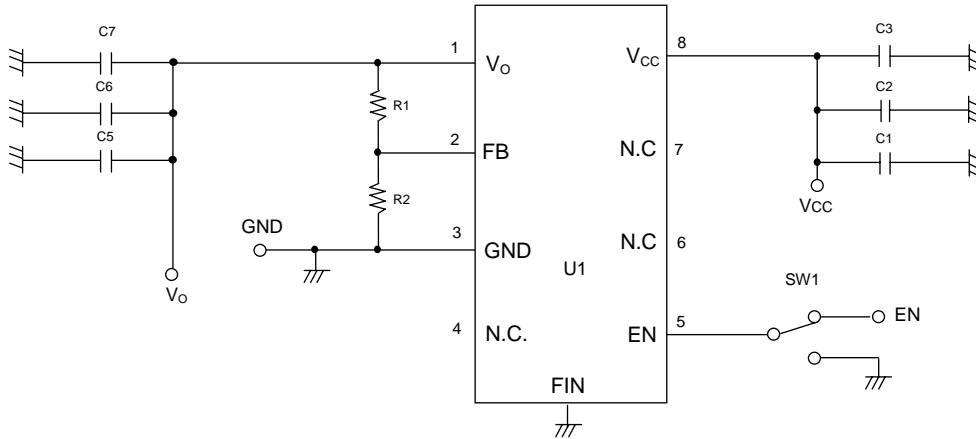 C7
C6
C5
R1
R2
GND
VO
1
2
3
4
VO
FB
GND
N.C.
U1
FIN
VCC
N.C
N.C
EN
8
7
6
5
C3
C2
C1
VCC
SW1
EN